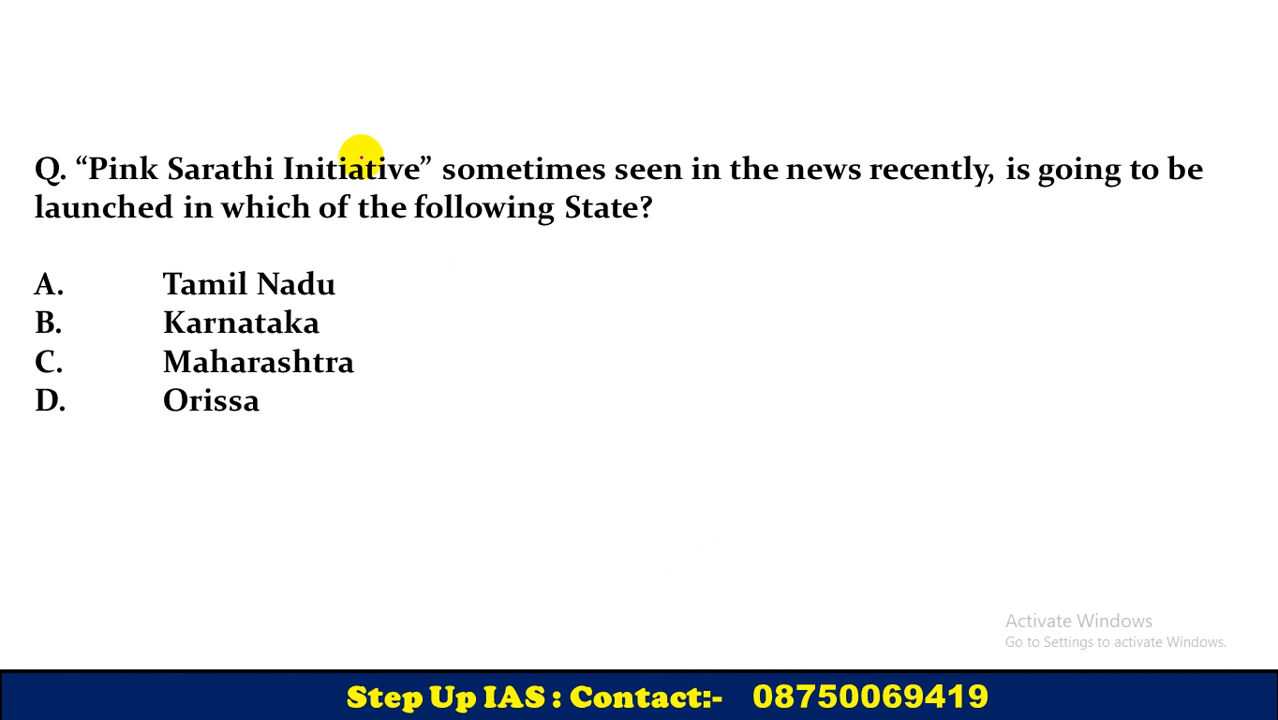 Q. “Pink Sarathi Initiative” sometimes seen in the news recently, is going to be
launched in which of the following State?
A. Tamil Nadu
B. Karnataka
C. Maharashtra
D. Orissa
Activate Windows
Go to Settings to activate Windows.
Step Up IAS : Contact:- 08750069419